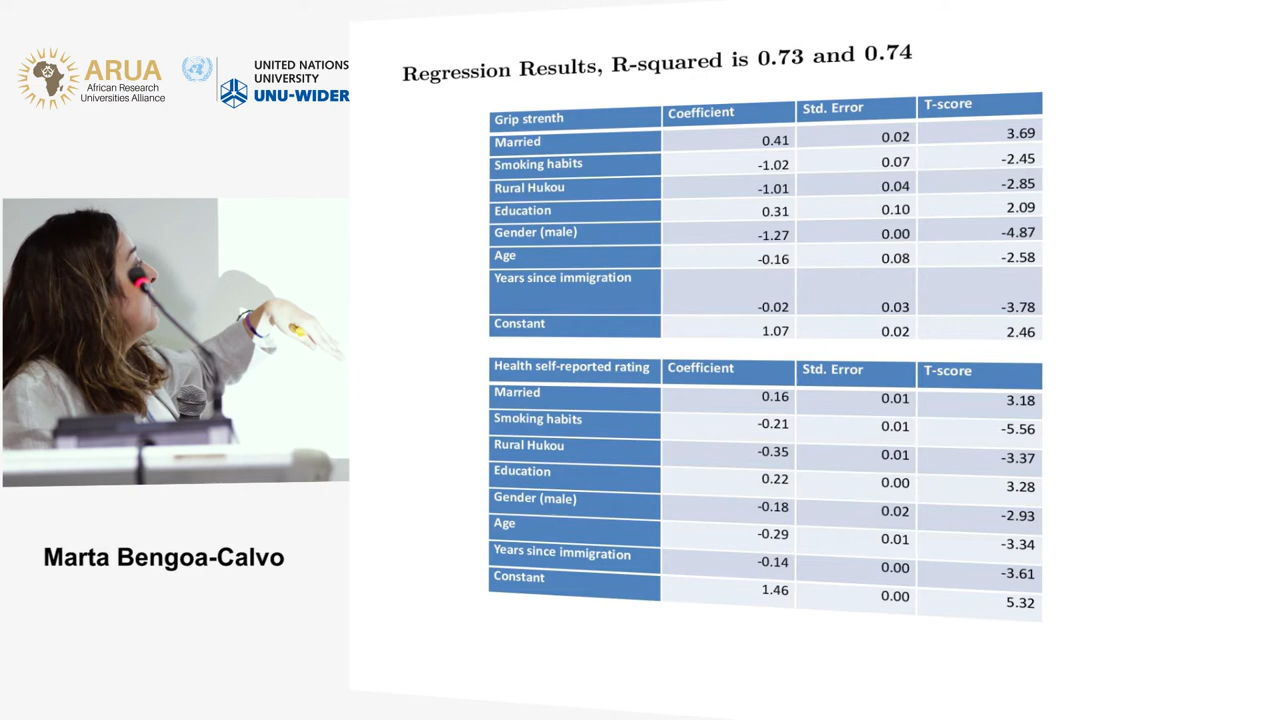 ARUA
African Research
Universities Alliance
UNITED NATIONS
UNIVERSITY
UNU-WIDER
Regression Results, R-squared is 0.73 and 0.74
Grip strenth Coefficient Std. Error T-score
Married 0.41 0.02 3.69
Smoking habits -1.02 0.07 -2.45
Rural Hukou -1.01 0.04 -2.85
Education 0.31 0.10 2.09
Gender (male) -1.27 0.00 -4.87
Age -0.16 0.08 -2.58
Years since immigration -0.02 0.03 -3.78
Constant 1.07 0.02 2.46
Health self-reported rating Coefficient Std. Error T-score
Married 0.16 0.01 3.18
Smoking habits -0.21 0.01 -5.56
Rural Hukou -0.35 0.01 -3.37
Education 0.22 0.00 3.28
Gender (male) -0.18 0.02 -2.93
Age -0.29 0.01 -3.34
Years since immigration -0.14 0.00 -3.61
Constant 1.46 0.00 5.32
Marta Bengoa-Calvo